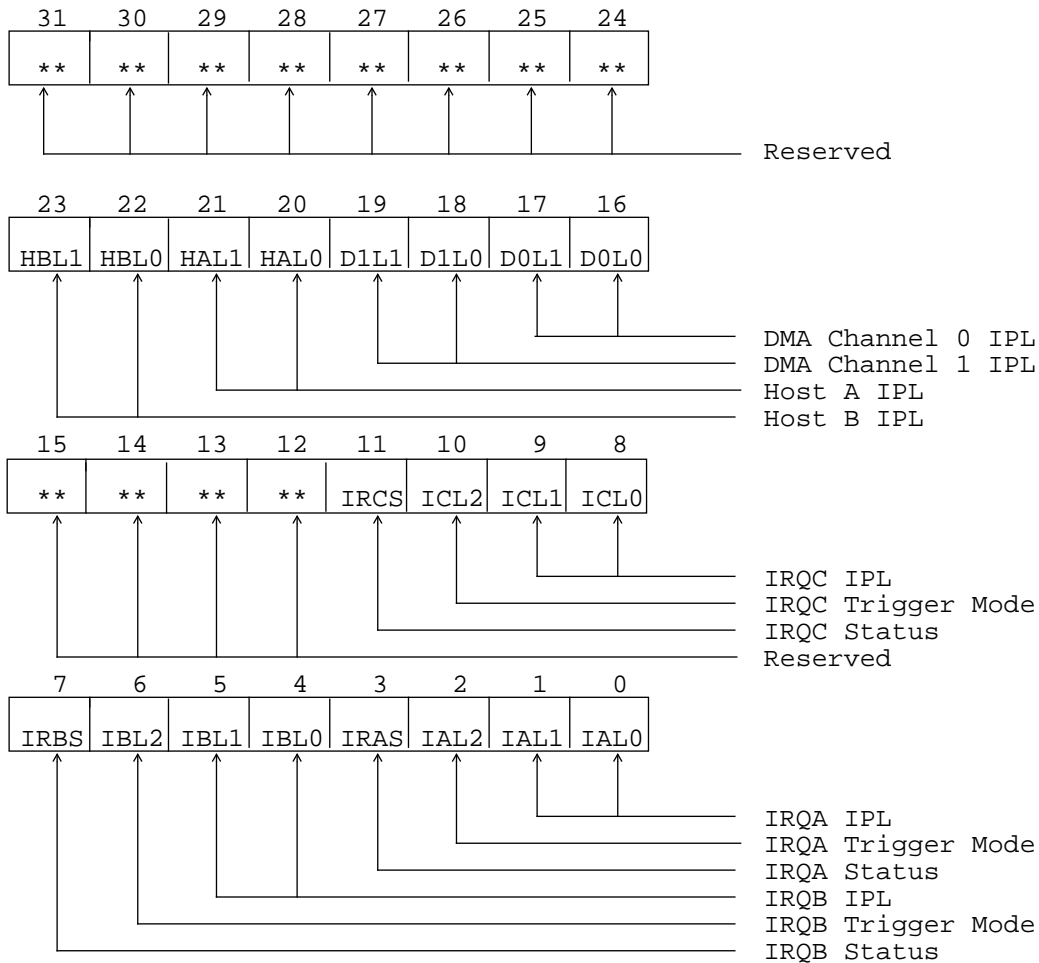 31 30 29 28 27 26 25 24
** ** ** ** ** ** ** **
Reserved
23 22 21 20 19 18 17 16
HBL1 HBL0 HAL1 HAL0 D1L1 D1L0 D0L1 D0L0
DMA Channel 0 IPL
DMA Channel 1 IPL
Host A IPL
Host B IPL
15 14 13 12 11 10 9 8
** ** ** ** IRCS ICL2 ICL1 ICL0
IRQC IPL
IRQC Trigger Mode
IRQC Status
Reserved
7 6 5 4 3 2 1 0
IRBS IBL2 IBL1 IBL0 IRAS IAL2 IAL1 IAL0
IRQA IPL
IRQA Trigger Mode
IRQA Status
IRQB IPL
IRQB Trigger Mode
IRQB Status